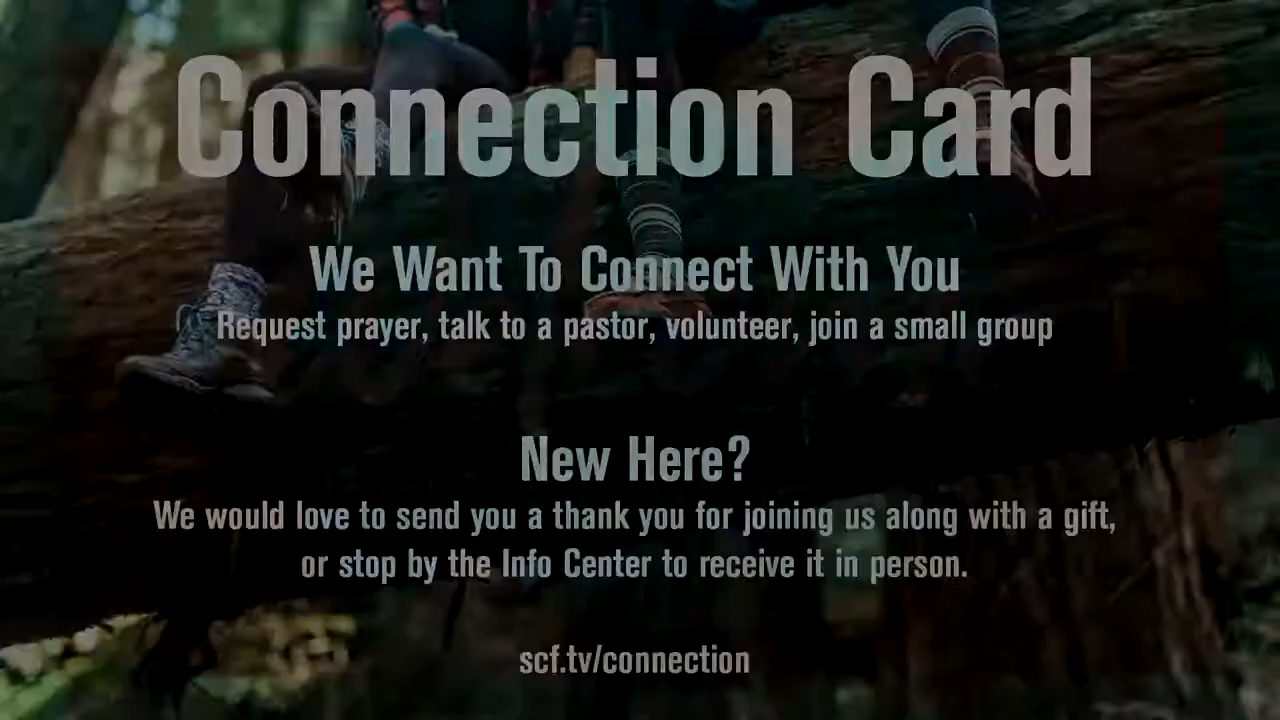 Connection Card
We Want To Connect With You
Request prayer, talk to a pastor, volunteer, join a small group
New Here?
We would love to send you a thank you for joining us along with a gift,
or stop by the Info Center to receive it in person.
scf.tv/connection